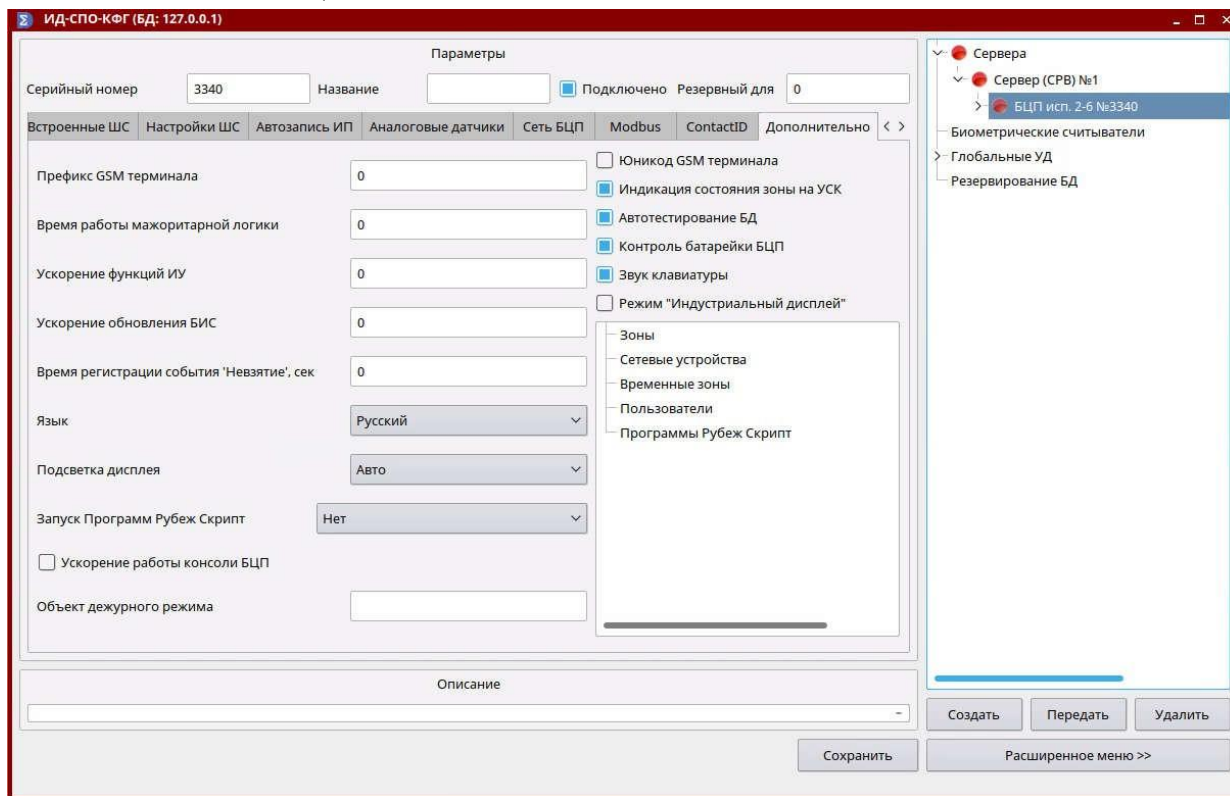 ИД-СПО-КФГ (БД: 127.0.0.1)
Параметры
Серийный номер 3340 Название Подключено Резервный для 0
Встроенные ШС Настройки ШС Автозапись ИП Аналоговые датчики Сеть БЦП Modbus ContactID Дополнительно < >
Префикс GSM терминала 0
Время работы мажоритарной логики 0
Ускорение функций ИУ 0
Ускорение обновления БИС 0
Время регистрации события 'Невзятие', сек 0
Язык Русский
Подсветка дисплея Авто
Запуск Программ Рубеж Скрипт Нет
Ускорение работы консоли БЦП
Объект дежурного режима
Юникод GSM терминала
Индикация состояния зоны на УСК
Автотестирование БД
Контроль батарейки БЦП
Звук клавиатуры
Режим "Индустриальный дисплей"
Зоны
Сетевые устройства
Временные зоны
Пользователи
Программы Рубеж Скрипт
Описание
Сохранить
Сервера
Сервер (СРВ) №1
БЦП исп. 2-6 №3340
Биометрические считыватели
Глобальные УД
Резервирование БД
Создать Передать Удалить
Расширенное меню >>